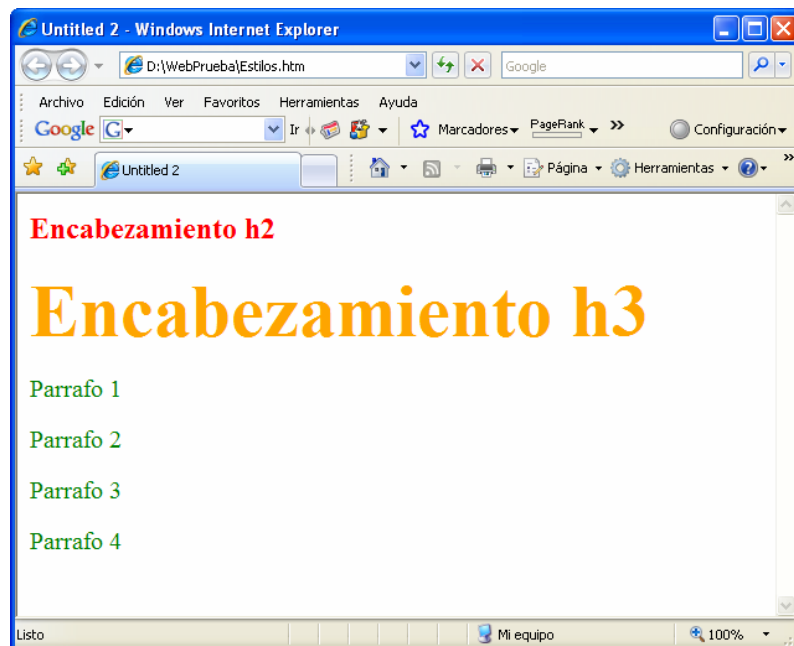 Untitled 2 - Windows Internet Explorer
D:\WebPrueba\Estilos.htm Google
Archivo Edición Ver Favoritos Herramientas Ayuda
Google G Ir Marcadores PageRank >> Configuración
Untitled 2 Página Herramientas >>
Encabezamiento h2
Encabezamiento h3
Parrafo 1
Parrafo 2
Parrafo 3
Parrafo 4
Listo Mi equipo 100%